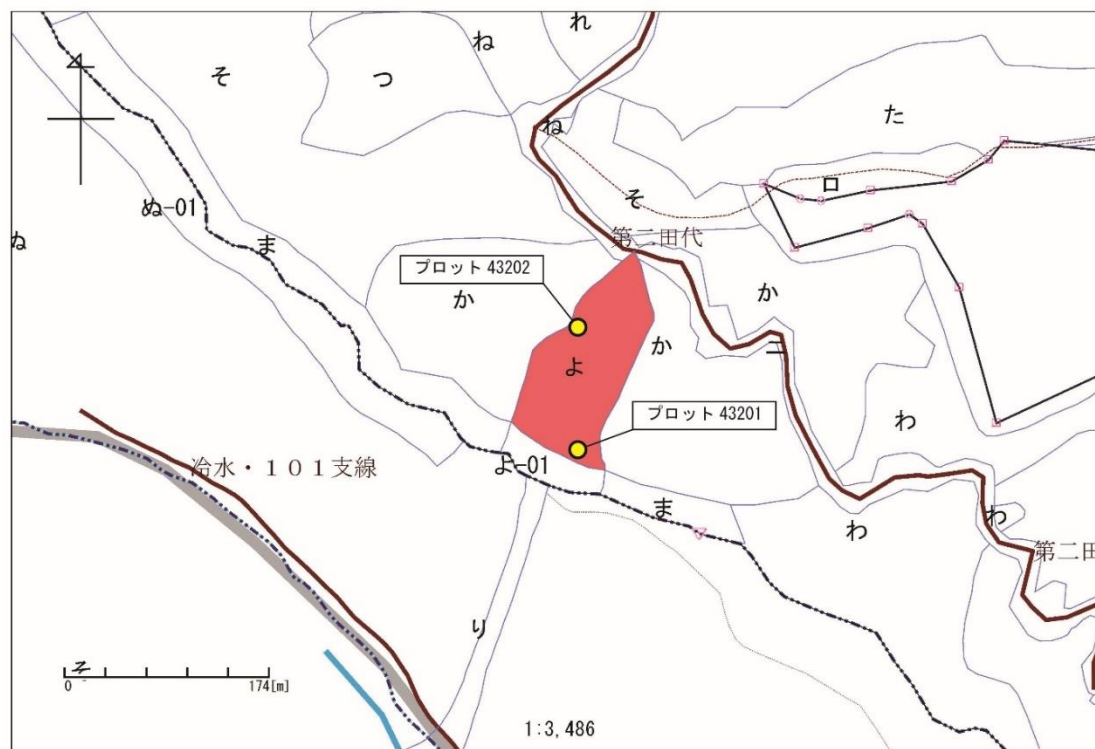 れ
ね
そ
つ
た
ね
ロ
そ
ぬ-01
ま
ぬ
第二田代
プロット 43202
か
か
か
よ
ニ
プロット 43201
わ
よ-01
冷水・101支線
ま
わ
わ
第二田
り
そ
0
174[m]
1:3,486